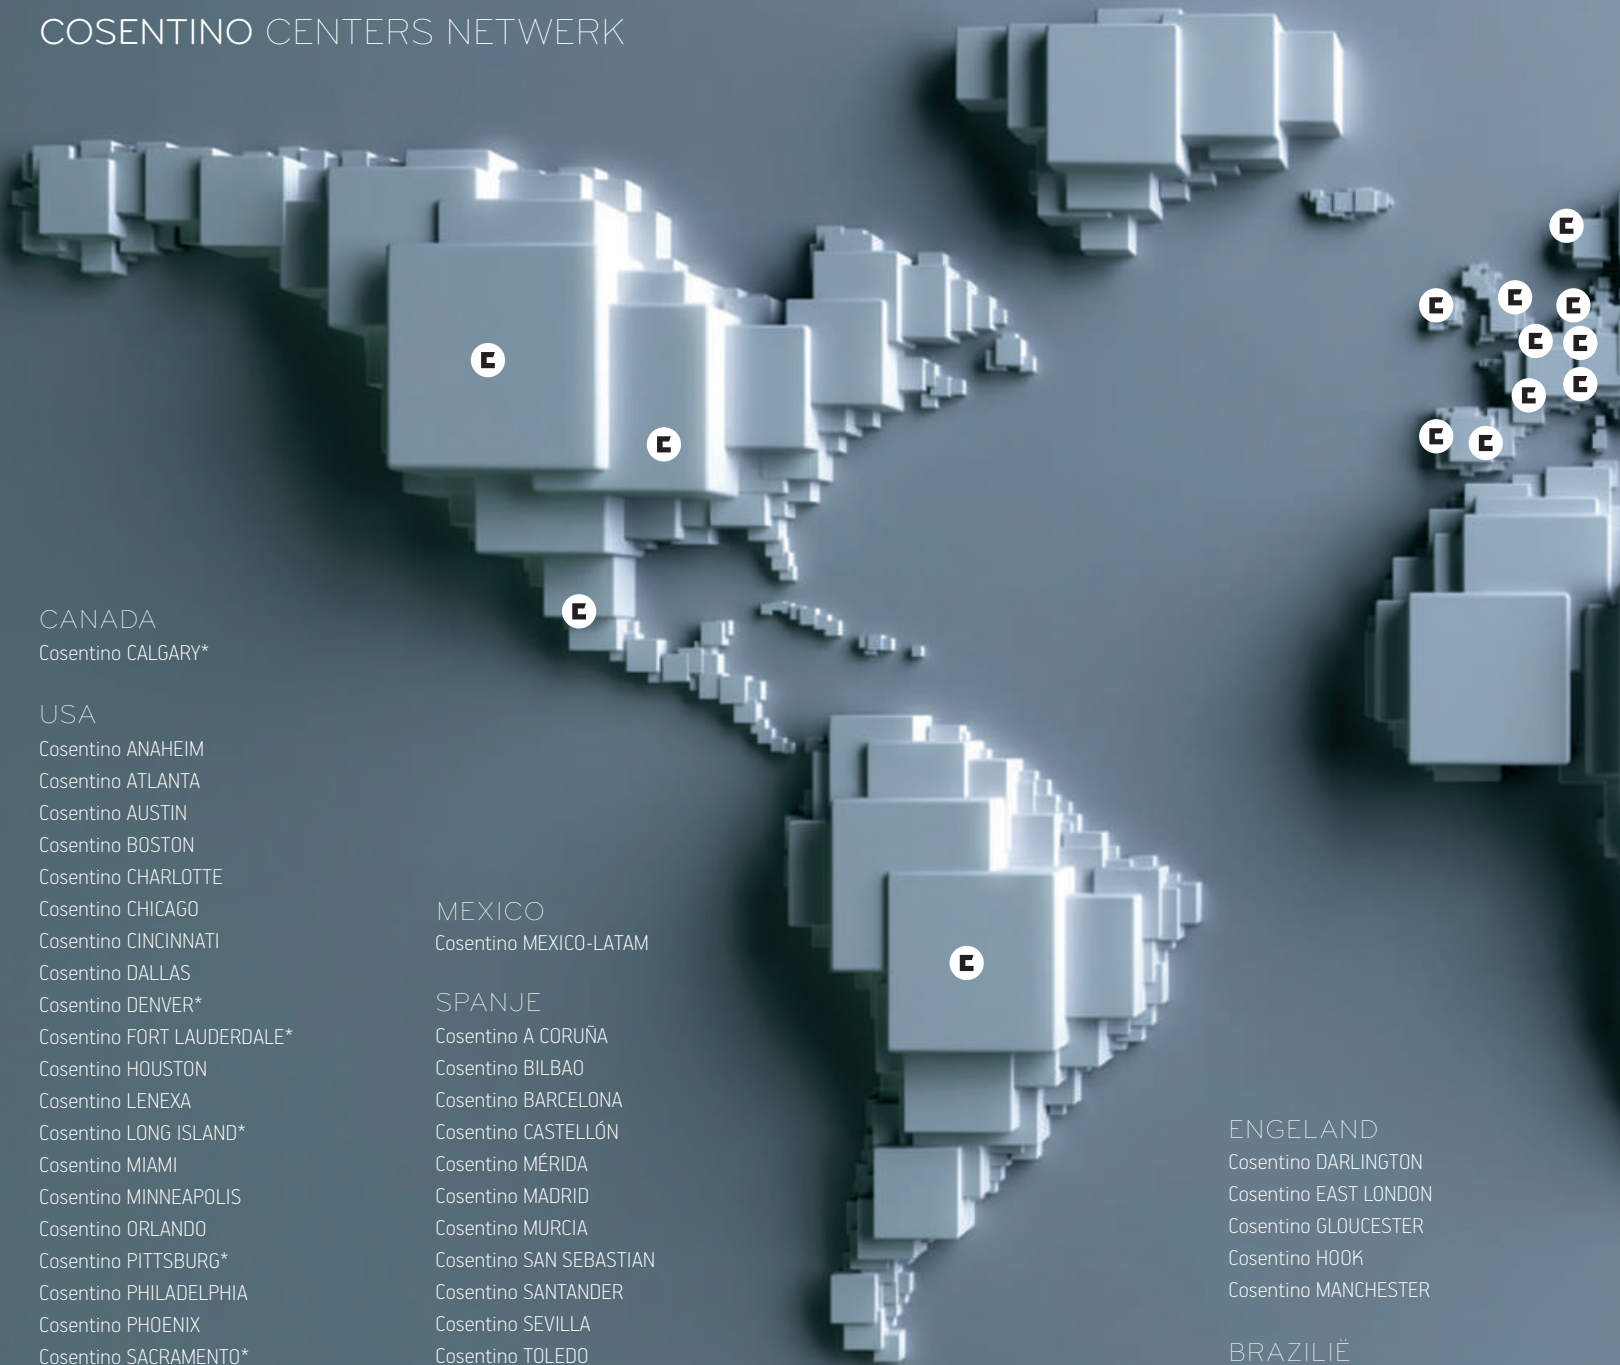 COSENTINO CENTERS NETWERK
CANADA
Cosentino CALGARY*
USA
Cosentino ANAHEIM
Cosentino ATLANTA
Cosentino AUSTIN
Cosentino BOSTON
Cosentino CHARLOTTE
Cosentino CHICAGO
Cosentino CINCINNATI
Cosentino DALLAS
Cosentino DENVER*
Cosentino FORT LAUDERDALE*
Cosentino HOUSTON
Cosentino LENEXA
Cosentino LONG ISLAND*
Cosentino MIAMI
Cosentino MINNEAPOLIS
Cosentino ORLANDO
Cosentino PITTSBURG*
Cosentino PHILADELPHIA
Cosentino PHOENIX
Cosentino SACRAMENTO*
MEXICO
Cosentino MEXICO-LATAM
SPANJE
Cosentino A CORUÑA
Cosentino BILBAO
Cosentino BARCELONA
Cosentino CASTELLÓN
Cosentino MÉRIDA
Cosentino MADRID
Cosentino MURCIA
Cosentino SAN SEBASTIAN
Cosentino SANTANDER
Cosentino SEVILLA
Cosentino TOLEDO
ENGELAND
Cosentino DARLINGTON
Cosentino EAST LONDON
Cosentino GLOUCESTER
Cosentino HOOK
Cosentino MANCHESTER
BRAZILIË